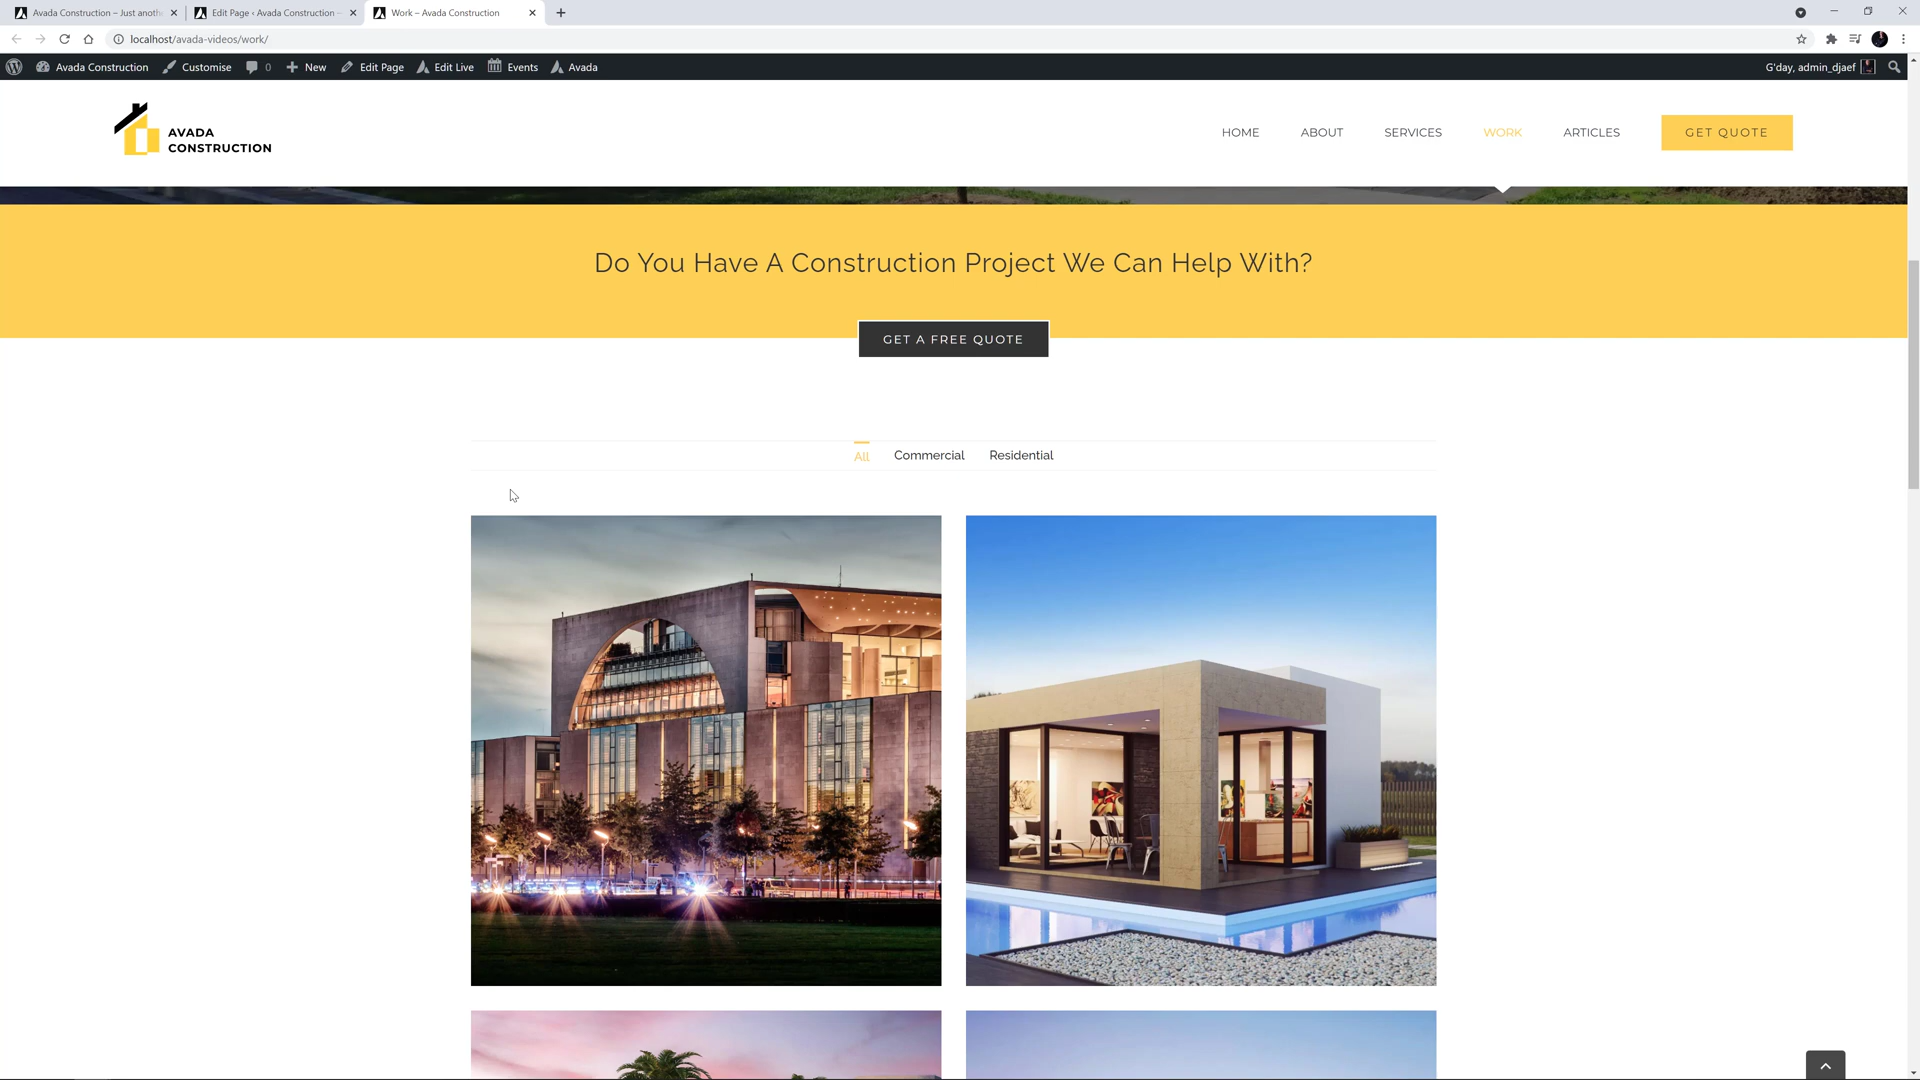 Avada Construction – Just anoth
Edit Page ‹ Avada Construction –
Work – Avada Construction
localhost/avada-videos/work/
Avada Construction
Customise
0
New
Edit Page
Edit Live
Events
Avada
G'day, admin_djaef
AVADA
CONSTRUCTION
HOME
ABOUT
SERVICES
WORK
ARTICLES
GET QUOTE
Do You Have A Construction Project We Can Help With?
GET A FREE QUOTE
All
Commercial
Residential